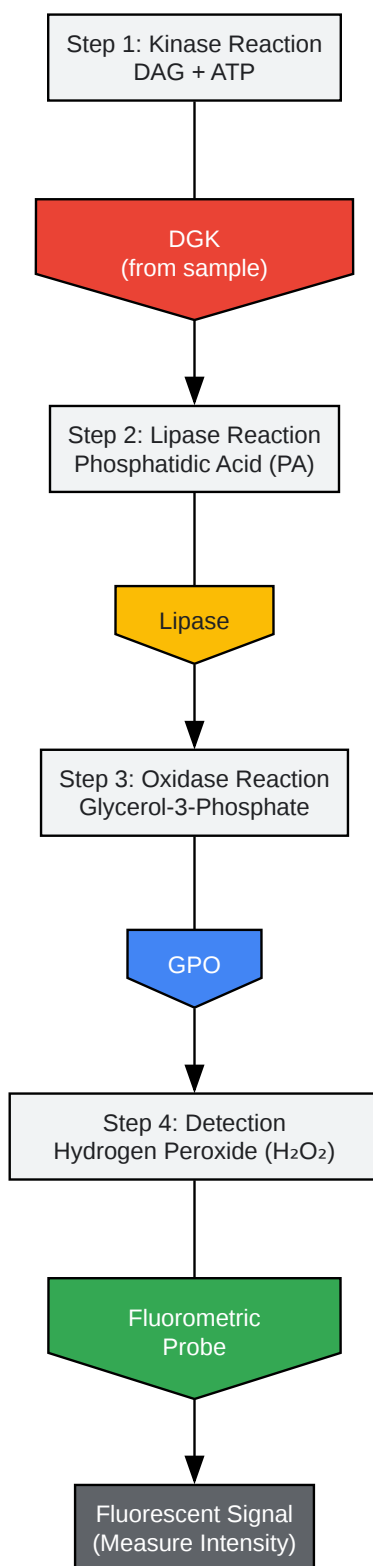 Step 1: Kinase Reaction
DAG + ATP
DGK
(from sample)
Step 2: Lipase Reaction
Phosphatidic Acid (PA)
Lipase
Step 3: Oxidase Reaction
Glycerol-3-Phosphate
GPO
Step 4: Detection
Hydrogen Peroxide (H₂O₂)
Fluorometric
Probe
Fluorescent Signal
(Measure Intensity)